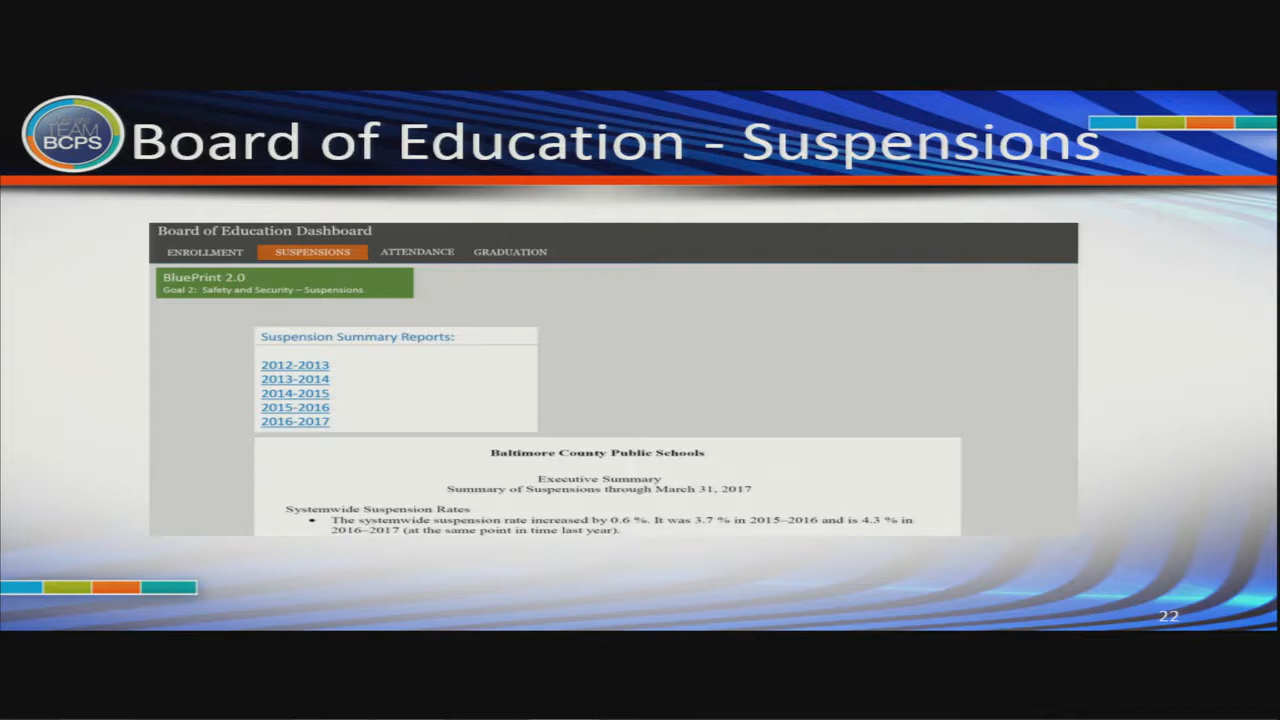 TEAM
BCPS
Board of Education - Suspensions
Board of Education Dashboard
ENROLLMENT SUSPENSIONS ATTENDANCE GRADUATION
BluePrint 2.0
Goal 2: Safety and Security – Suspensions
Suspension Summary Reports:
2012-2013
2013-2014
2014-2015
2015-2016
2016-2017
Baltimore County Public Schools
Executive Summary
Summary of Suspensions through March 31, 2017
Systemwide Suspension Rates
• The systemwide suspension rate increased by 0.6 %. It was 3.7 % in 2015–2016 and is 4.3 % in
2016–2017 (at the same point in time last year).
22